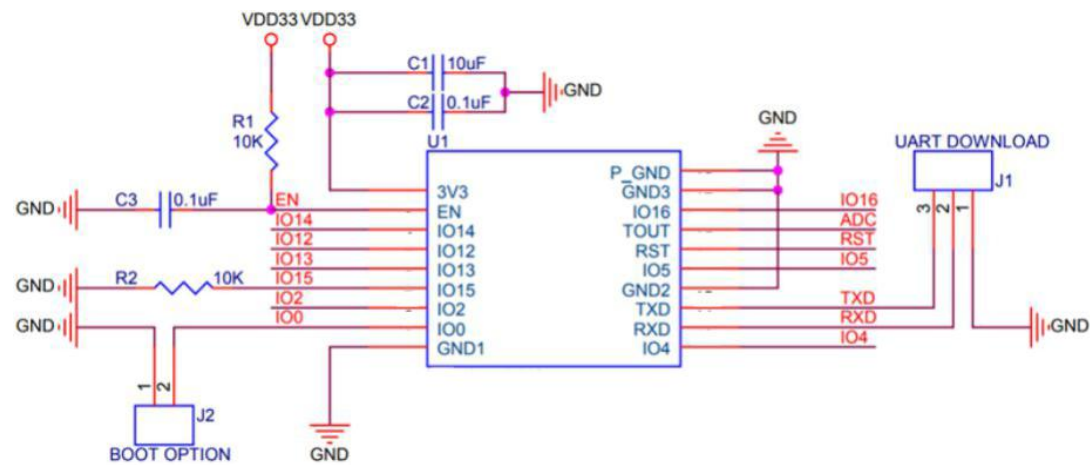 VDD33 VDD33
C1 10uF
GND
C2 0.1uF
R1
10K
U1
GND
UART DOWNLOAD
J1
3 2 1
P_GND
3V3
GND3
GND C3 0.1uF EN
EN
IO16 IO16
IO14 IO14
TOUT ADC
IO12 IO12
RST RST
IO13 IO13
IO5 IO5
GND R2 10K IO15
IO15
GND2
IO2 IO2
TXD TXD
GND IO0
IO0
RXD RXD
GND
GND1
IO4 IO4
1 2
J2
BOOT OPTION
GND